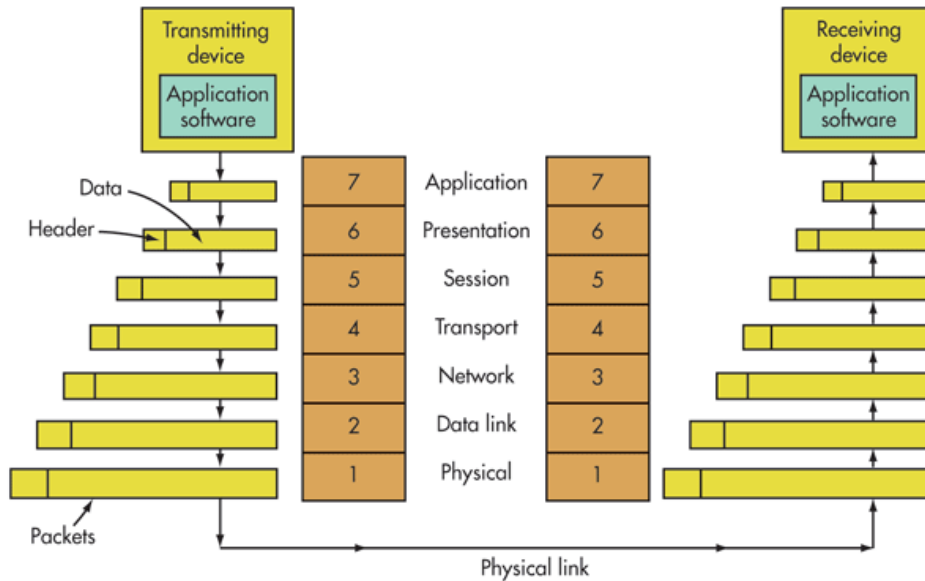 Transmitting
device
Application
software
Receiving
device
Application
software
Data
Header
7 Application 7
6 Presentation 6
5 Session 5
4 Transport 4
3 Network 3
2 Data link 2
1 Physical 1
Packets
Physical link